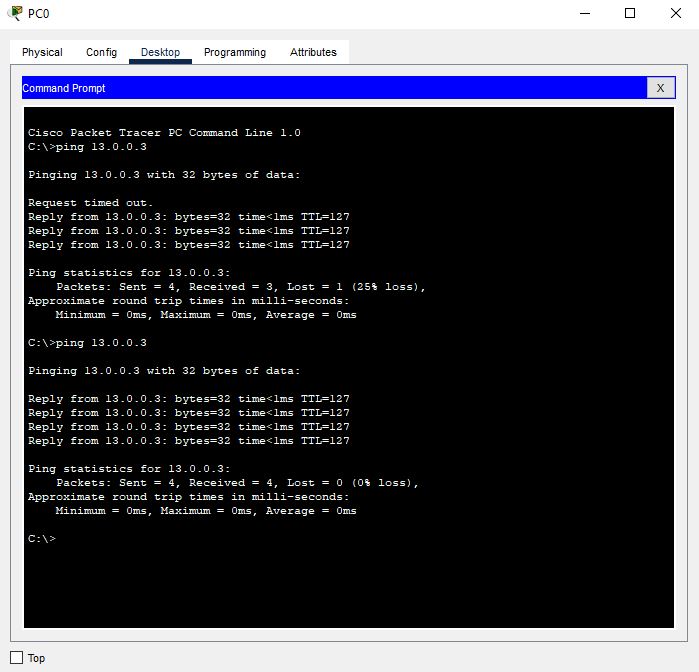 PC0
Physical Config Desktop Programming Attributes
Command Prompt X
Cisco Packet Tracer PC Command Line 1.0
C:\>ping 13.0.0.3
Pinging 13.0.0.3 with 32 bytes of data:
Request timed out.
Reply from 13.0.0.3: bytes=32 time<1ms TTL=127
Reply from 13.0.0.3: bytes=32 time<1ms TTL=127
Reply from 13.0.0.3: bytes=32 time<1ms TTL=127
Ping statistics for 13.0.0.3:
Packets: Sent = 4, Received = 3, Lost = 1 (25% loss),
Approximate round trip times in milli-seconds:
Minimum = 0ms, Maximum = 0ms, Average = 0ms
C:\>ping 13.0.0.3
Pinging 13.0.0.3 with 32 bytes of data:
Reply from 13.0.0.3: bytes=32 time<1ms TTL=127
Reply from 13.0.0.3: bytes=32 time<1ms TTL=127
Reply from 13.0.0.3: bytes=32 time<1ms TTL=127
Reply from 13.0.0.3: bytes=32 time<1ms TTL=127
Ping statistics for 13.0.0.3:
Packets: Sent = 4, Received = 4, Lost = 0 (0% loss),
Approximate round trip times in milli-seconds:
Minimum = 0ms, Maximum = 0ms, Average = 0ms
C:\>
Top